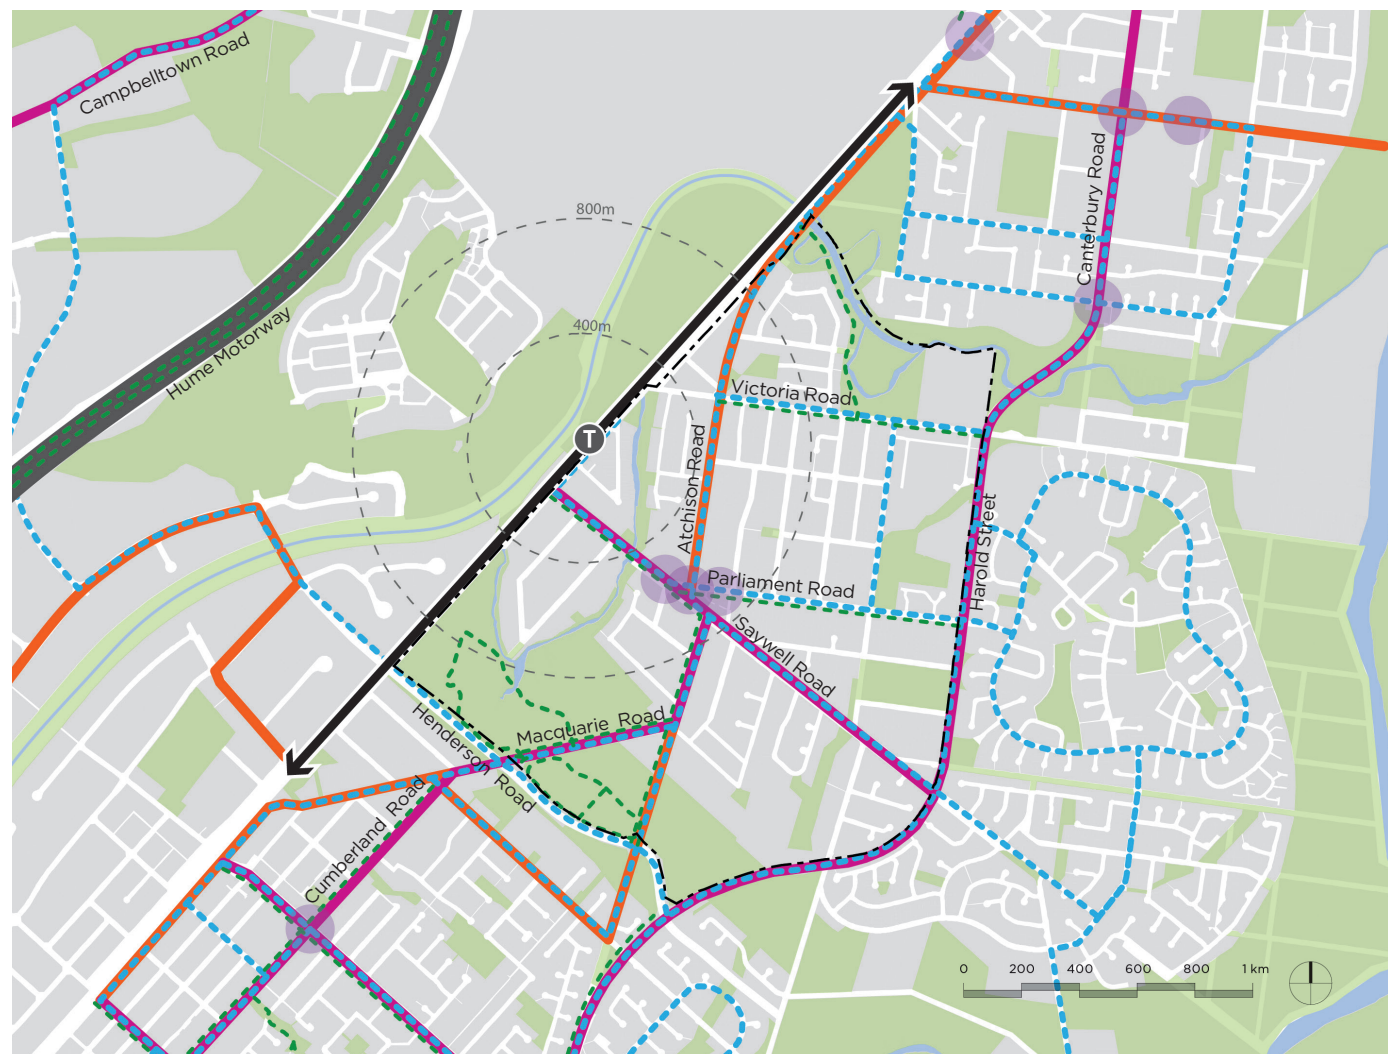 Campbelltown Road
Canterbury Road
800m
400m
Hume Motorway
Victoria Road
T
Atchison Road
Harold Street
Parliament Road
Saywell Road
Macquarie Road
Henderson Road
Cumberland Road
0 200 400 600 800 1 km